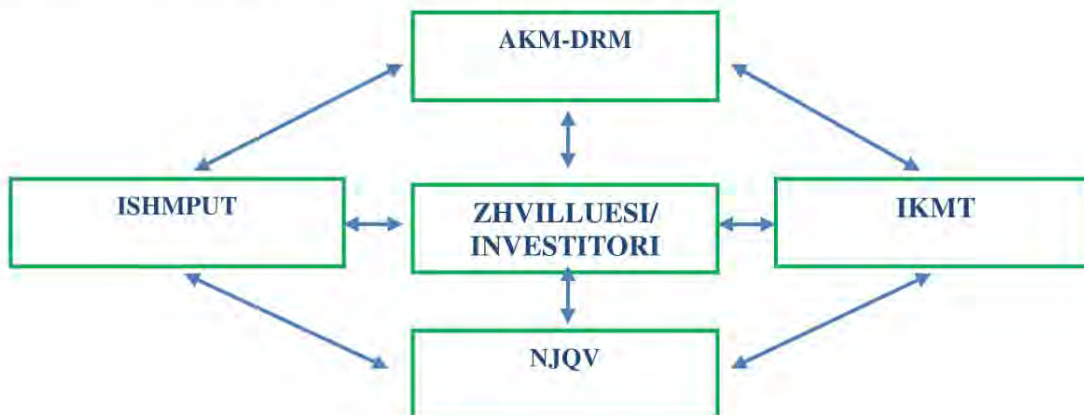 AKM-DRM
ISHMPUT
ZHVILLUESI/
INVESTITORI
IKMT
NJQV